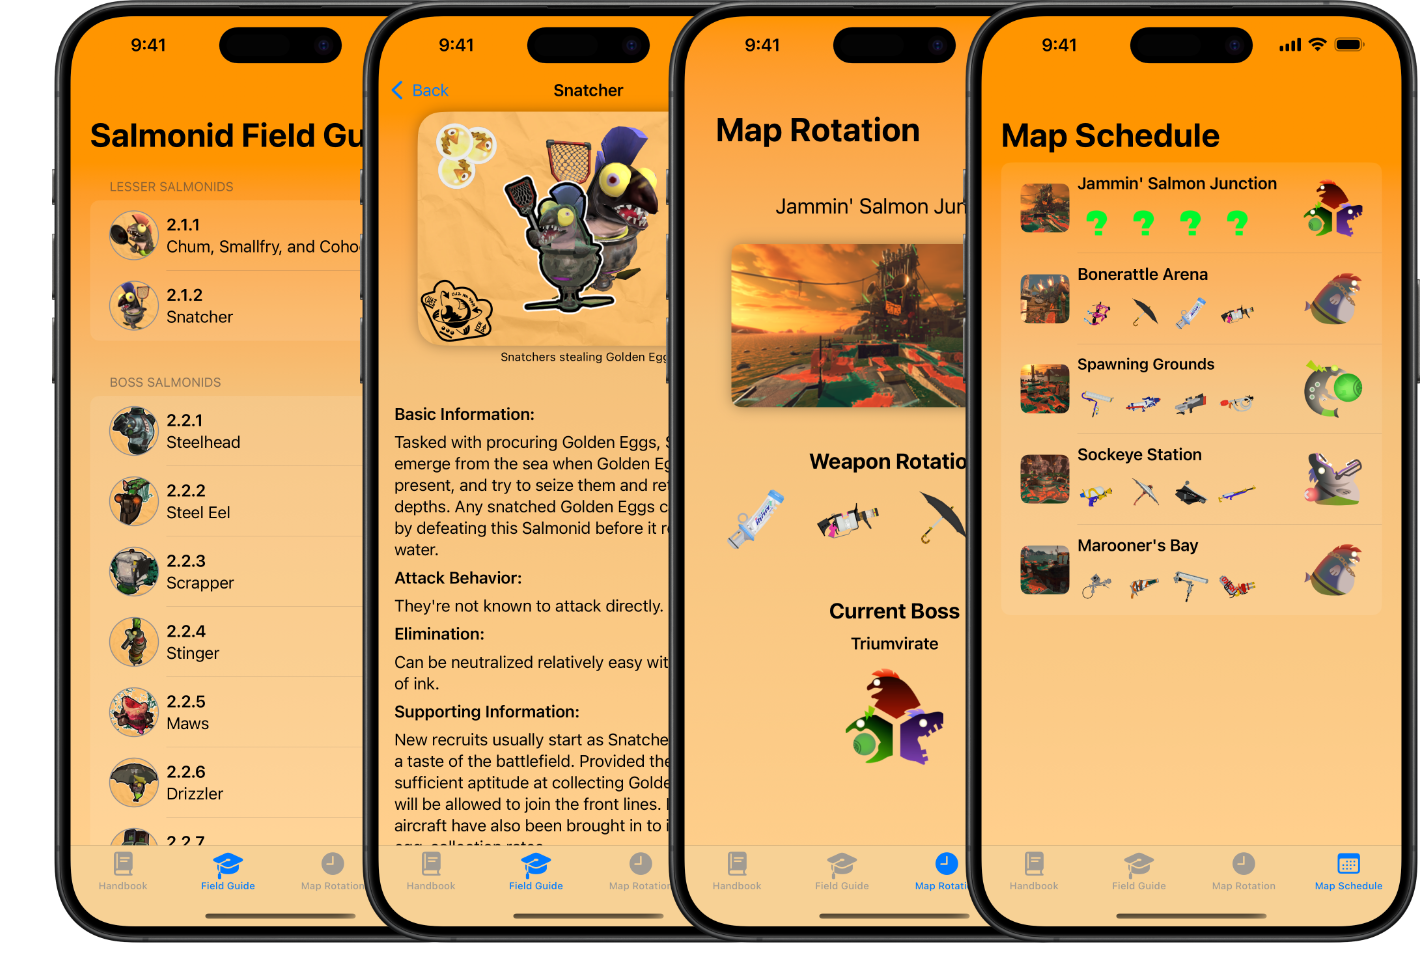 9:41
Salmonid Field Gu
LESSER SALMONIDS
2.1.1
Chum, Smallfry, and Coho
2.1.2
Snatcher
BOSS SALMONIDS
2.2.1
Steelhead
2.2.2
Steel Eel
2.2.3
Scrapper
2.2.4
Stinger
2.2.5
Maws
2.2.6
Drizzler
2.2.7
Handbook
Field Guide
Map Rotation
9:41
Back
Snatcher
Snatchers stealing Golden Egg
Basic Information:
Tasked with procuring Golden Eggs, S
emerge from the sea when Golden Eg
present, and try to seize them and ret
depths. Any snatched Golden Eggs c
by defeating this Salmonid before it re
water.
Attack Behavior:
They're not known to attack directly.
Elimination:
Can be neutralized relatively easy wit
of ink.
Supporting Information:
New recruits usually start as Snatche
a taste of the battlefield. Provided the
sufficient aptitude at collecting Golde
will be allowed to join the front lines.
aircraft have also been brought in to i
egg-collection rates.
Handbook
Field Guide
Map Rotation
9:41
Map Rotation
Jammin' Salmon Jun
Weapon Rotatio
Current Boss
Triumvirate
Handbook
Field Guide
Map Rotati
9:41
Map Schedule
Jammin' Salmon Junction
? ? ? ?
Bonerattle Arena
Spawning Grounds
Sockeye Station
Marooner's Bay
Handbook
Field Guide
Map Rotation
Map Schedule